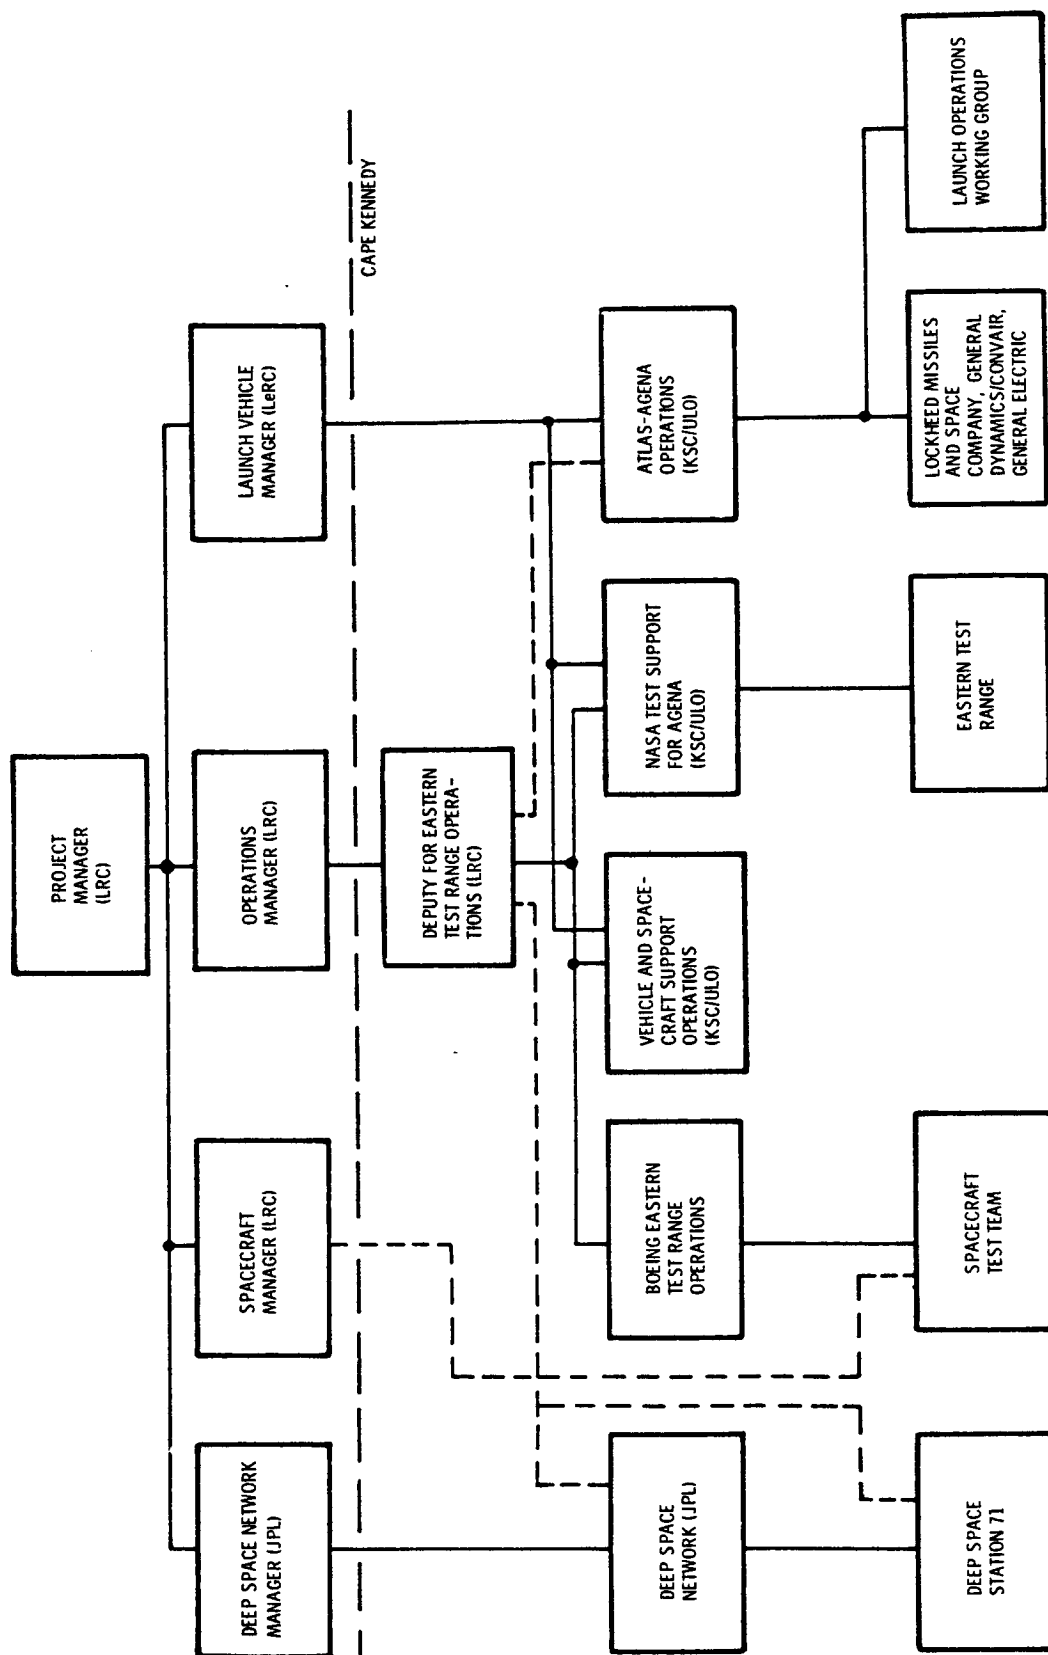 PROJECT
MANAGER
(LRC)
DEEP SPACE NETWORK
MANAGER (JPL)
SPACECRAFT
MANAGER (LRC)
OPERATIONS
MANAGER (LRC)
LAUNCH VEHICLE
MANAGER (LeRC)
CAPE KENNEDY
DEPUTY FOR EASTERN
TEST RANGE OPERA-
TIONS (LRC)
DEEP SPACE
NETWORK (JPL)
BOEING EASTERN
TEST RANGE
OPERATIONS
VEHICLE AND SPACE-
CRAFT SUPPORT
OPERATIONS
(KSC/ULO)
NASA TEST SUPPORT
FOR AGENA
(KSC/ULO)
ATLAS-AGENA
OPERATIONS
(KSC/ULO)
DEEP SPACE
STATION 71
SPACECRAFT
TEST TEAM
EASTERN TEST
RANGE
LOCKHEED MISSILES
AND SPACE
COMPANY, GENERAL
DYNAMICS/CONVAIR,
GENERAL ELECTRIC
LAUNCH OPERATIONS
WORKING GROUP